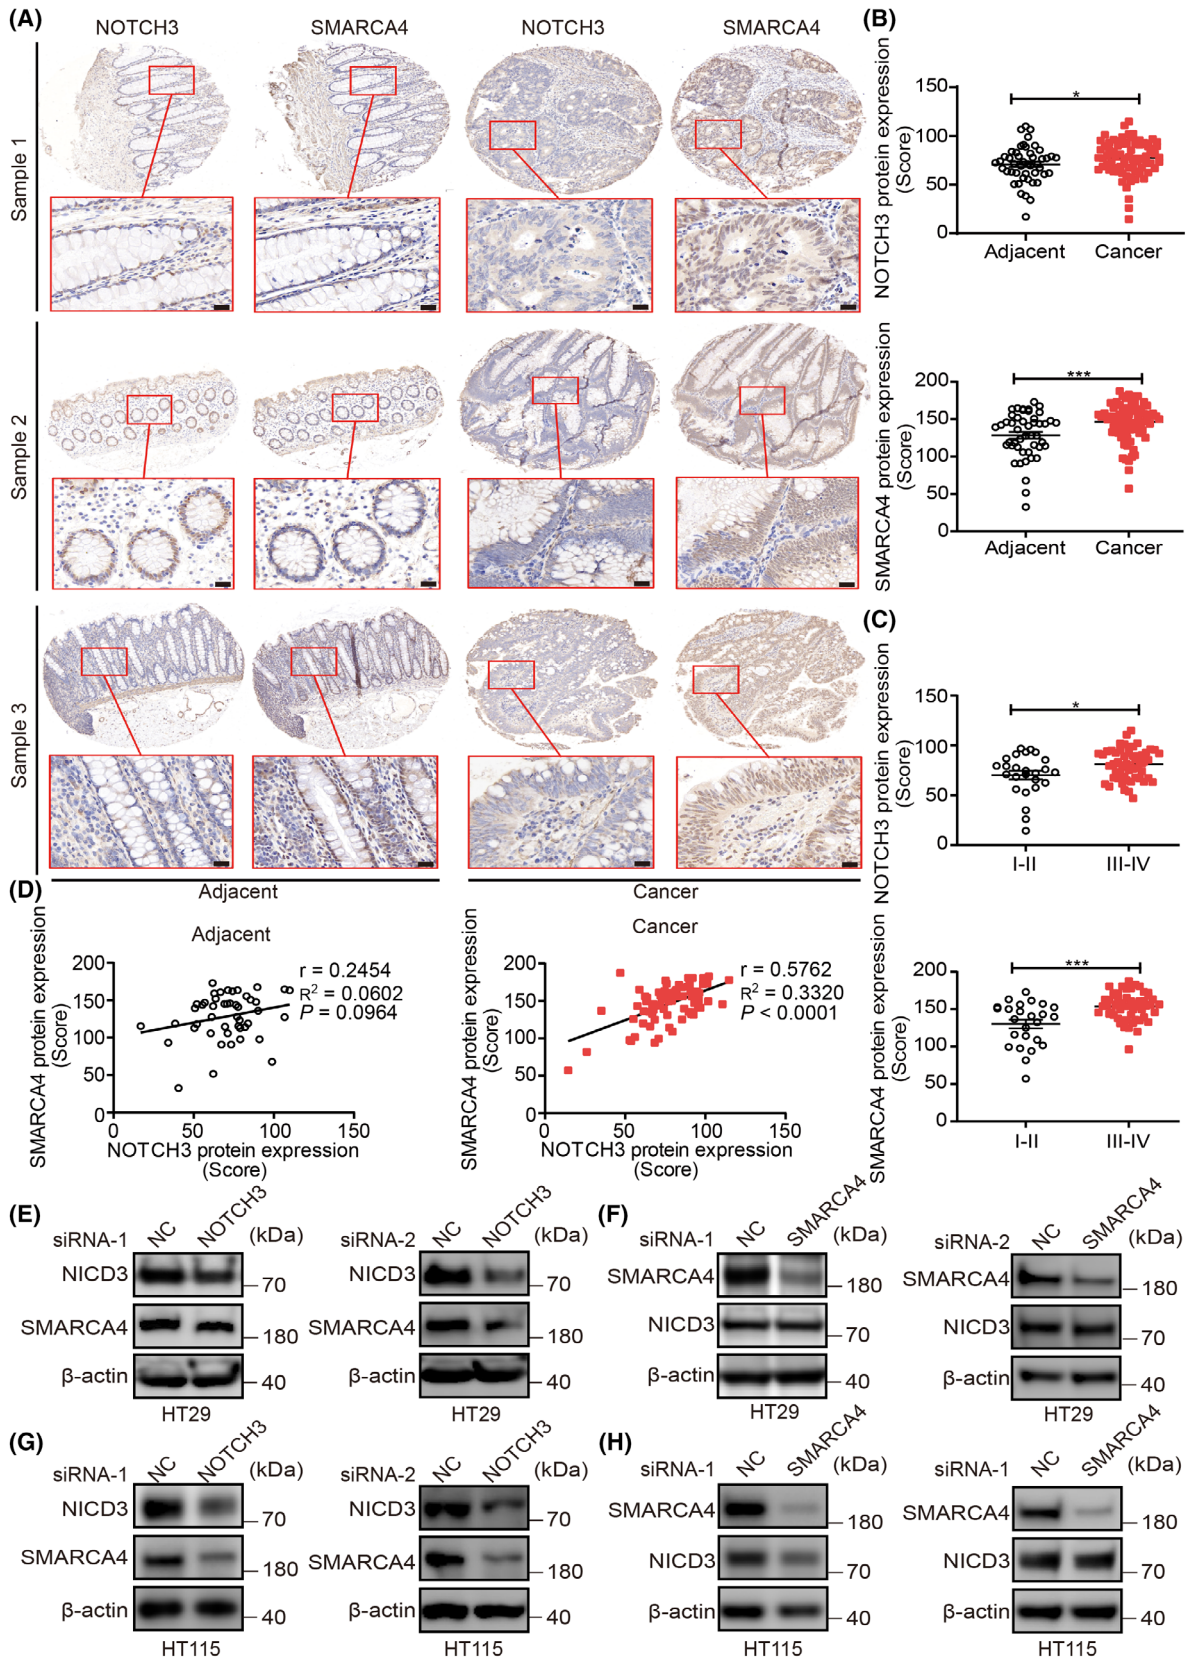 (A)
NOTCH3
SMARCA4
NOTCH3
SMARCA4
Sample 1
Sample 2
Sample 3
Adjacent
Cancer
(B)
NOTCH3 protein expression
(Score)
150
100
50
0
*
Adjacent
Cancer
SMARCA4 protein expression
(Score)
200
150
100
50
0
***
Adjacent
Cancer
(C)
NOTCH3 protein expression
(Score)
150
100
50
0
*
I-II
III-IV
SMARCA4 protein expression
(Score)
200
150
100
50
0
***
I-II
III-IV
(D)
Adjacent
SMARCA4 protein expression
(Score)
200
150
100
50
0
r = 0.2454
R² = 0.0602
P = 0.0964
0
50
100
150
NOTCH3 protein expression
(Score)
Cancer
SMARCA4 protein expression
(Score)
200
150
100
50
0
r = 0.5762
R² = 0.3320
P < 0.0001
0
50
100
150
NOTCH3 protein expression
(Score)
(E)
siRNA-1
NC
NOTCH3
(kDa)
NICD3
70
SMARCA4
180
β-actin
40
HT29
siRNA-2
NC
NOTCH3
(kDa)
NICD3
70
SMARCA4
180
β-actin
40
HT29
(F)
siRNA-1
NC
SMARCA4
(kDa)
SMARCA4
180
NICD3
70
β-actin
40
HT29
siRNA-2
NC
SMARCA4
(kDa)
SMARCA4
180
NICD3
70
β-actin
40
HT29
(G)
siRNA-1
NC
NOTCH3
(kDa)
NICD3
70
SMARCA4
180
β-actin
40
HT115
siRNA-2
NC
NOTCH3
(kDa)
NICD3
70
SMARCA4
180
β-actin
40
HT115
(H)
siRNA-1
NC
SMARCA4
(kDa)
SMARCA4
180
NICD3
70
β-actin
40
HT115
siRNA-1
NC
SMARCA4
(kDa)
SMARCA4
180
NICD3
70
β-actin
40
HT115